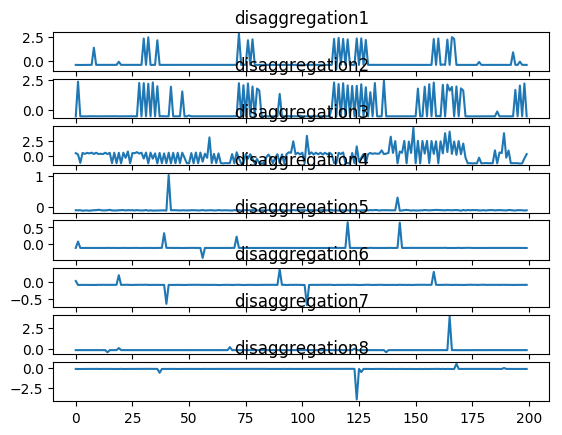 disaggregation1
2.5
0.0
disaggregation2
2.5
0.0
disaggregation3
2.5
0.0
disaggregation4
1
0
disaggregation5
0.5
0.0
disaggregation6
0.0
−0.5
disaggregation7
2.5
0.0
disaggregation8
0.0
−2.5
0 25 50 75 100 125 150 175 200